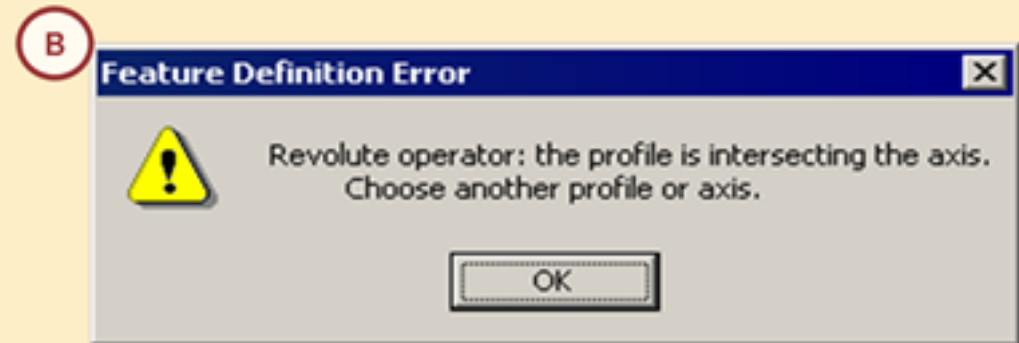 B
Feature Definition Error
Revolute operator: the profile is intersecting the axis.
Choose another profile or axis.
OK